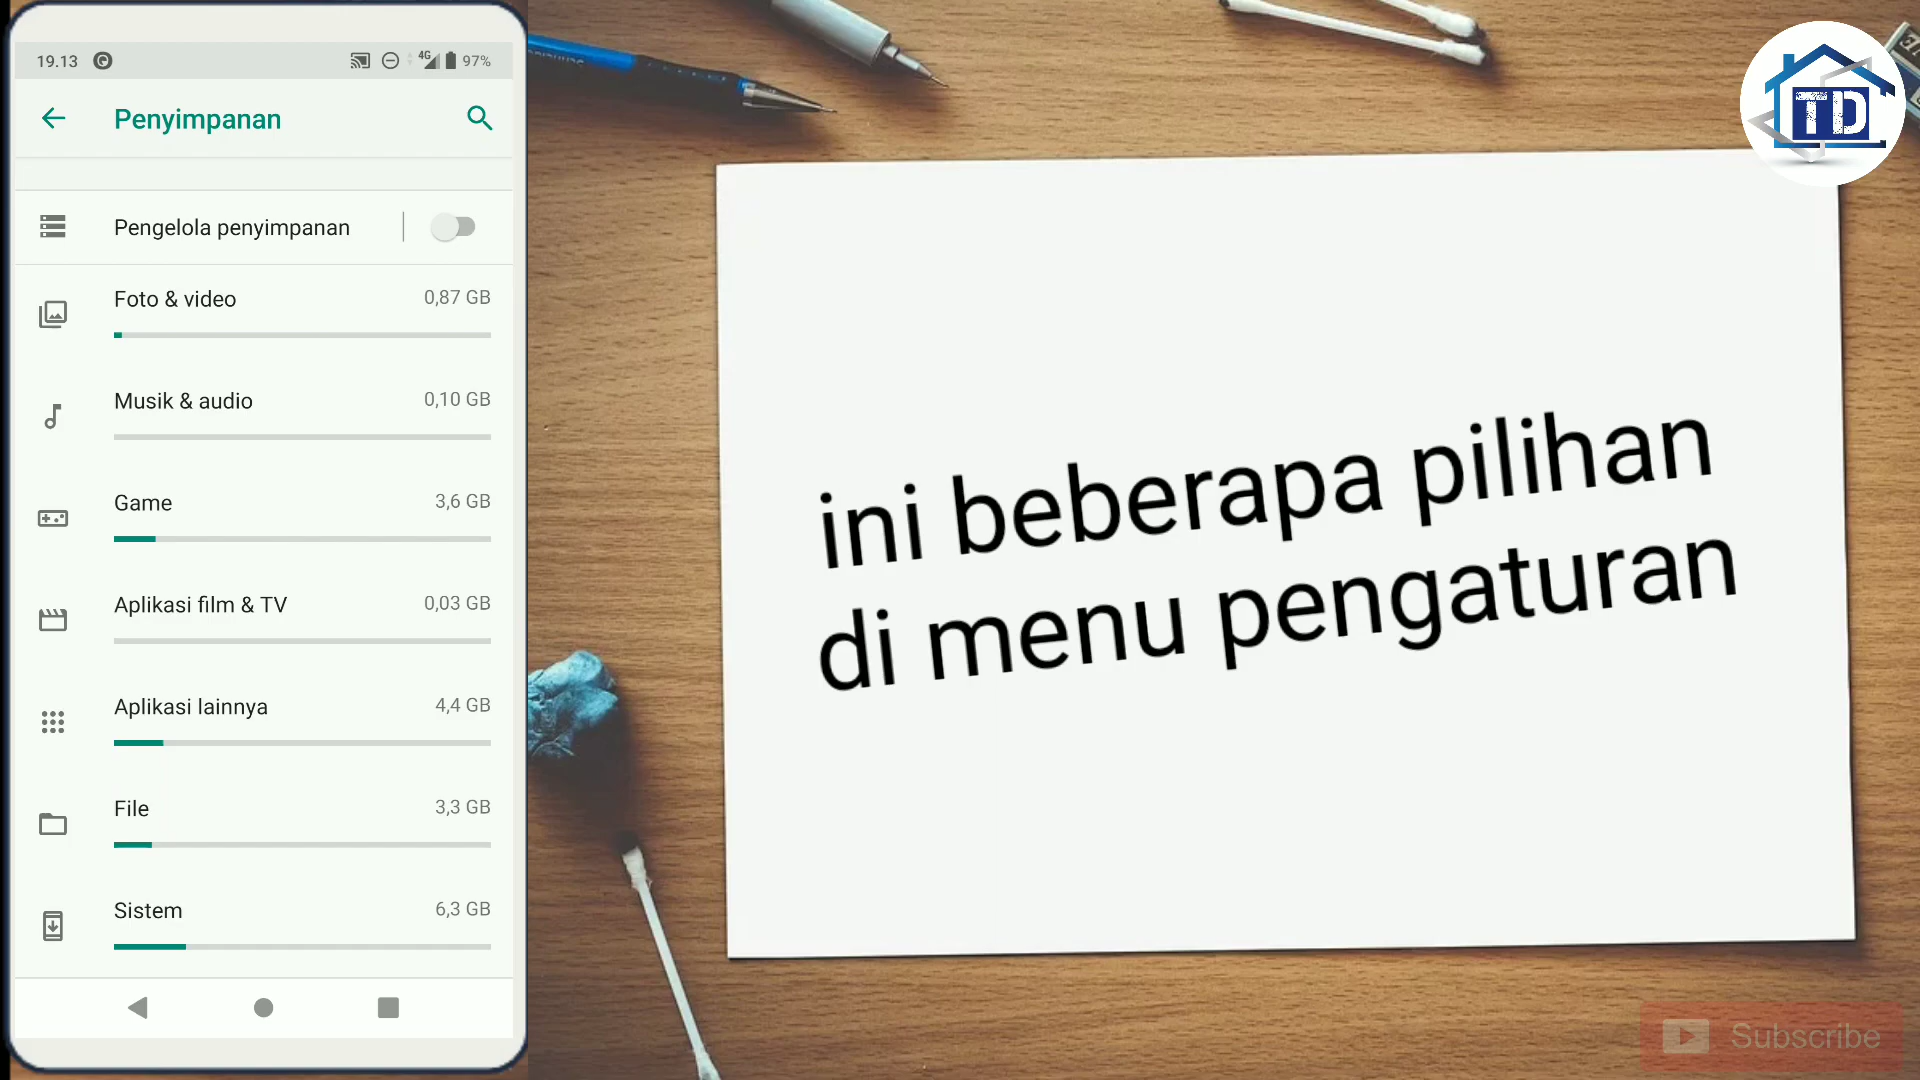 19.13
4G
97%
Penyimpanan
Pengelola penyimpanan
Foto & video
0,87 GB
Musik & audio
0,10 GB
Game
3,6 GB
Aplikasi film & TV
0,03 GB
Aplikasi lainnya
4,4 GB
File
3,3 GB
Sistem
6,3 GB
ini beberapa pilihan
di menu pengaturan
TD
Subscribe